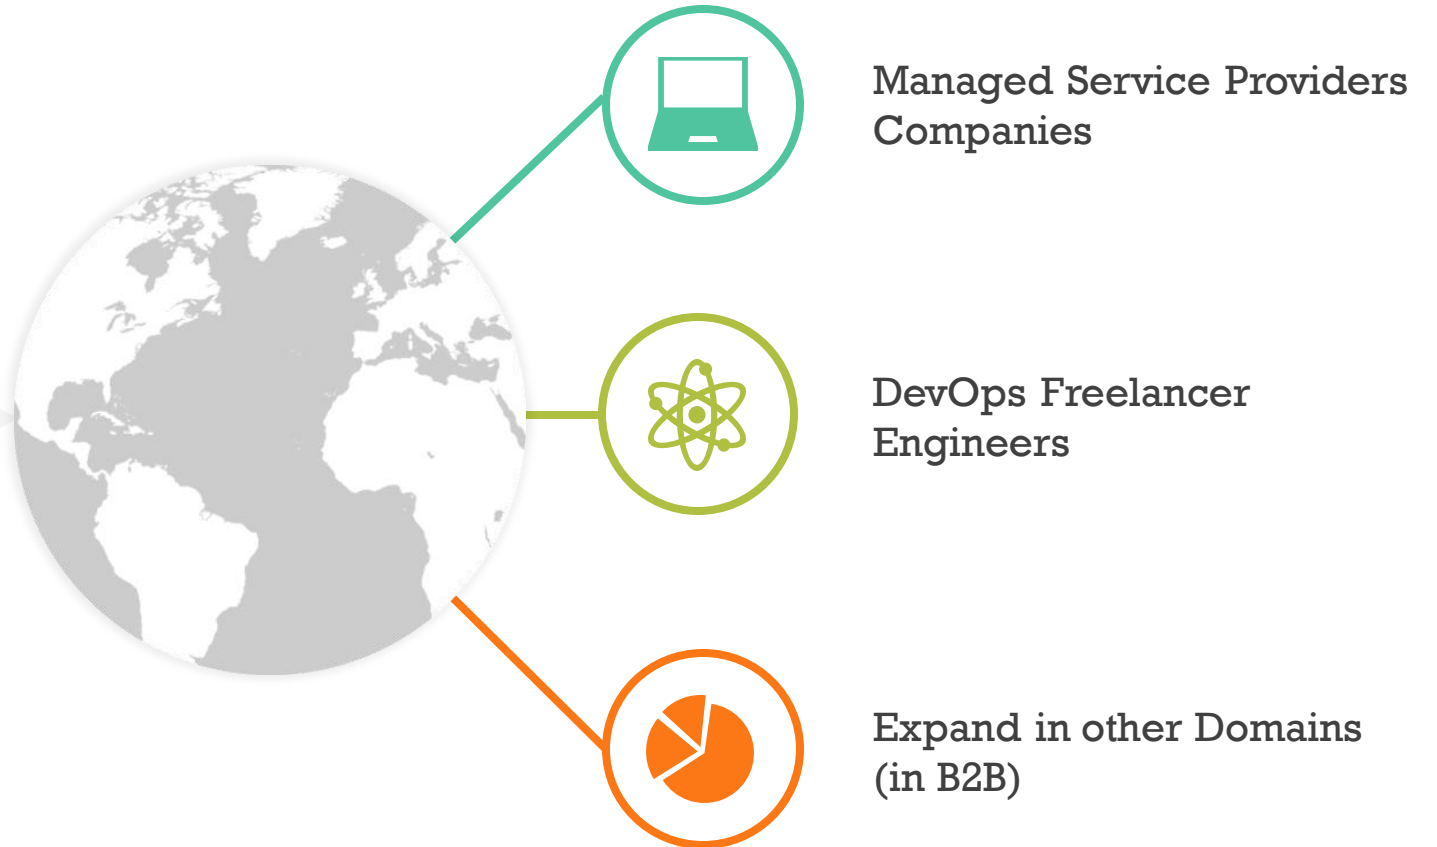 Managed Service Providers
Companies
DevOps Freelancer
Engineers
Expand in other Domains
(in B2B)